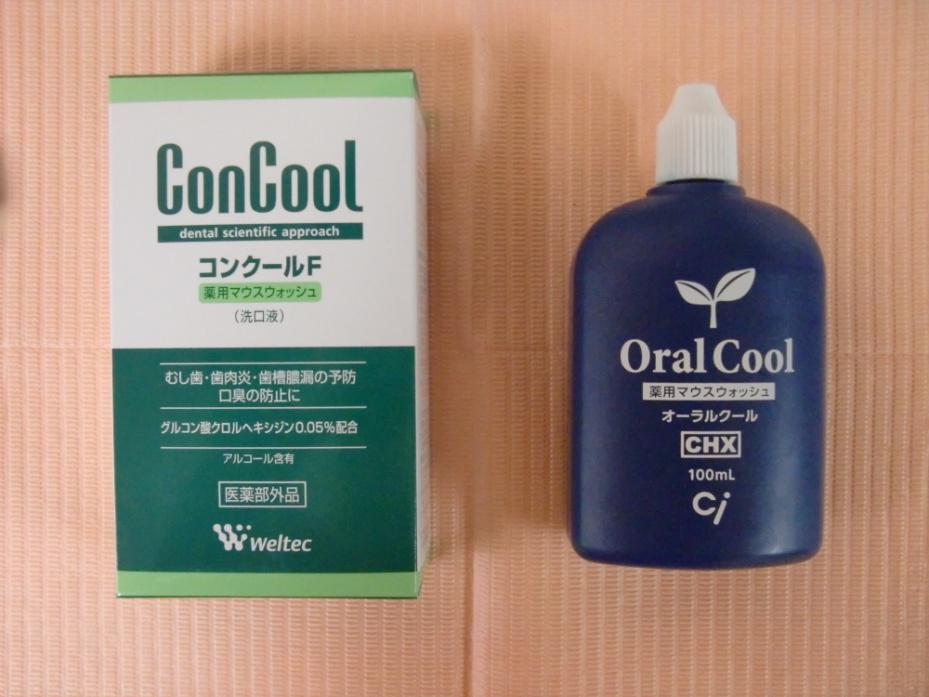 ConCool
dental scientific approach
コンクールF
薬用マウスウォッシュ
（洗口液）
むし歯・歯肉炎・歯槽膿漏の予防
口臭の防止に
グルコン酸クロルヘキシジン0.05%配合
アルコール含有
医薬部外品
Weltec
Oral Cool
薬用マウスウォッシュ
オーラルクール
CHX
100mL
Ci